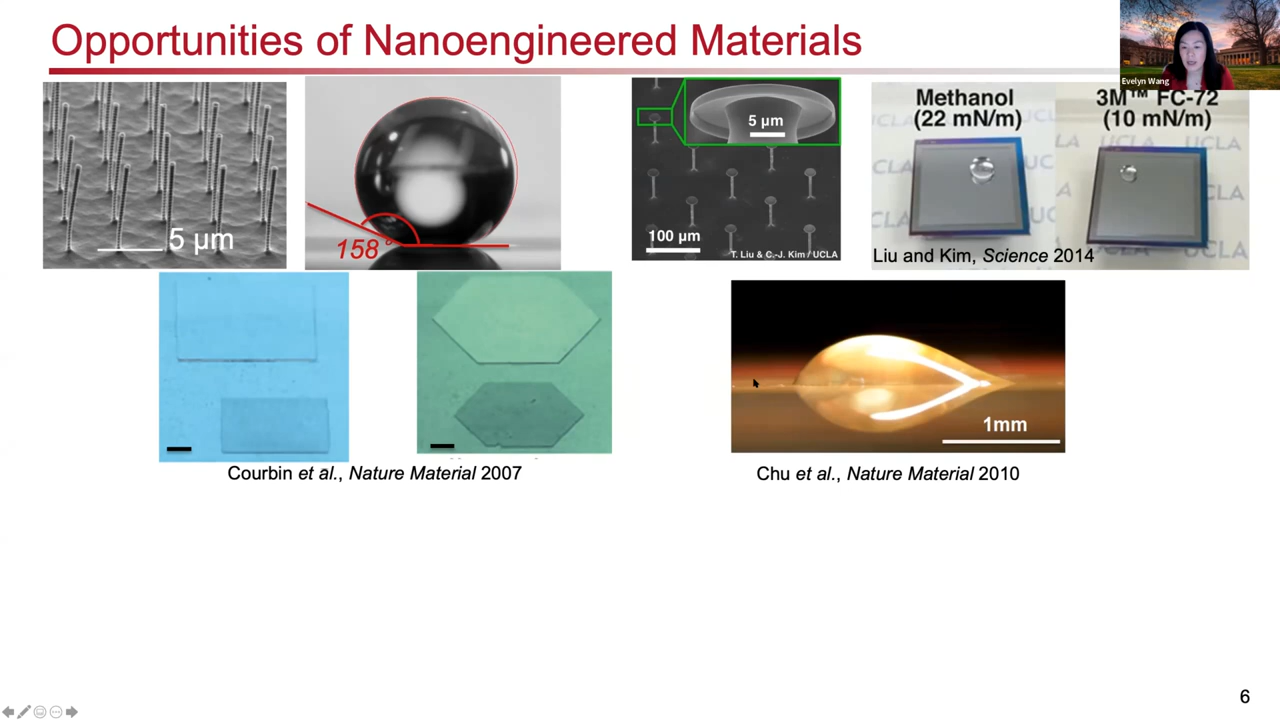 Opportunities of Nanoengineered Materials
Evelyn Wang
5 µm
158°
5 µm
100 µm
T. Liu & C.-J. Kim / UCLA
Methanol
(22 mN/m)
3M™ FC-72
(10 mN/m)
UCLA
UCLA
Liu and Kim, Science 2014
1mm
Courbin et al., Nature Material 2007
Chu et al., Nature Material 2010
6